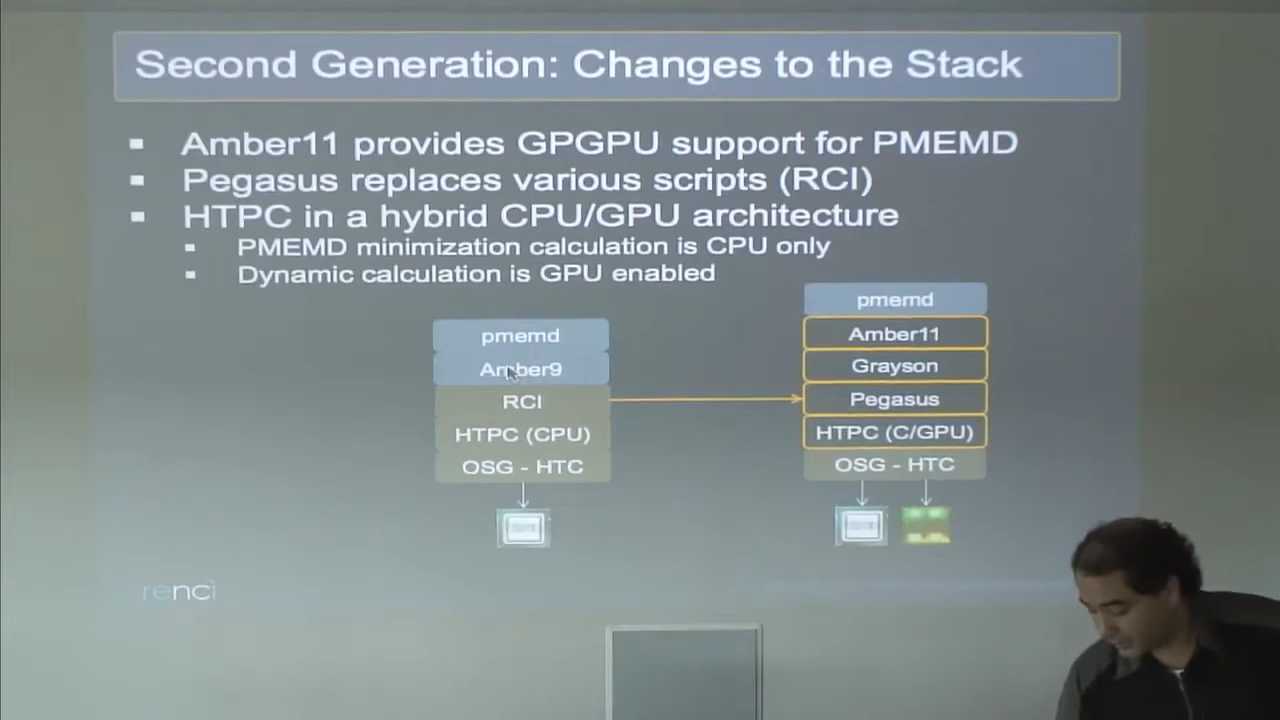 Second Generation: Changes to the Stack
Amber11 provides GPGPU support for PMEMD
Pegasus replaces various scripts (RCI)
HTPC in a hybrid CPU/GPU architecture
PMEMD minimization calculation is CPU only
Dynamic calculation is GPU enabled
pmemd
Amber9
RCI
HTPC (CPU)
OSG - HTC
pmemd
Amber11
Grayson
Pegasus
HTPC (C/GPU)
OSG - HTC
renci